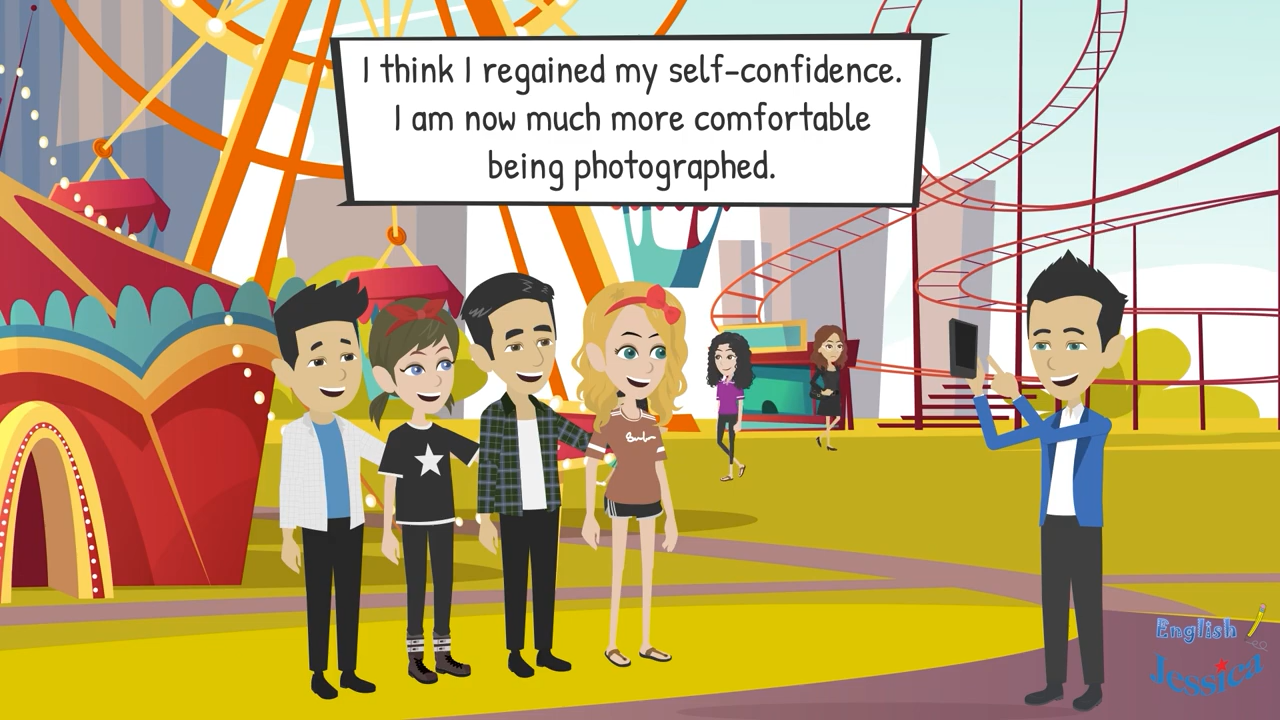 I think I regained my self-confidence.
I am now much more comfortable
being photographed.
English
Jessica